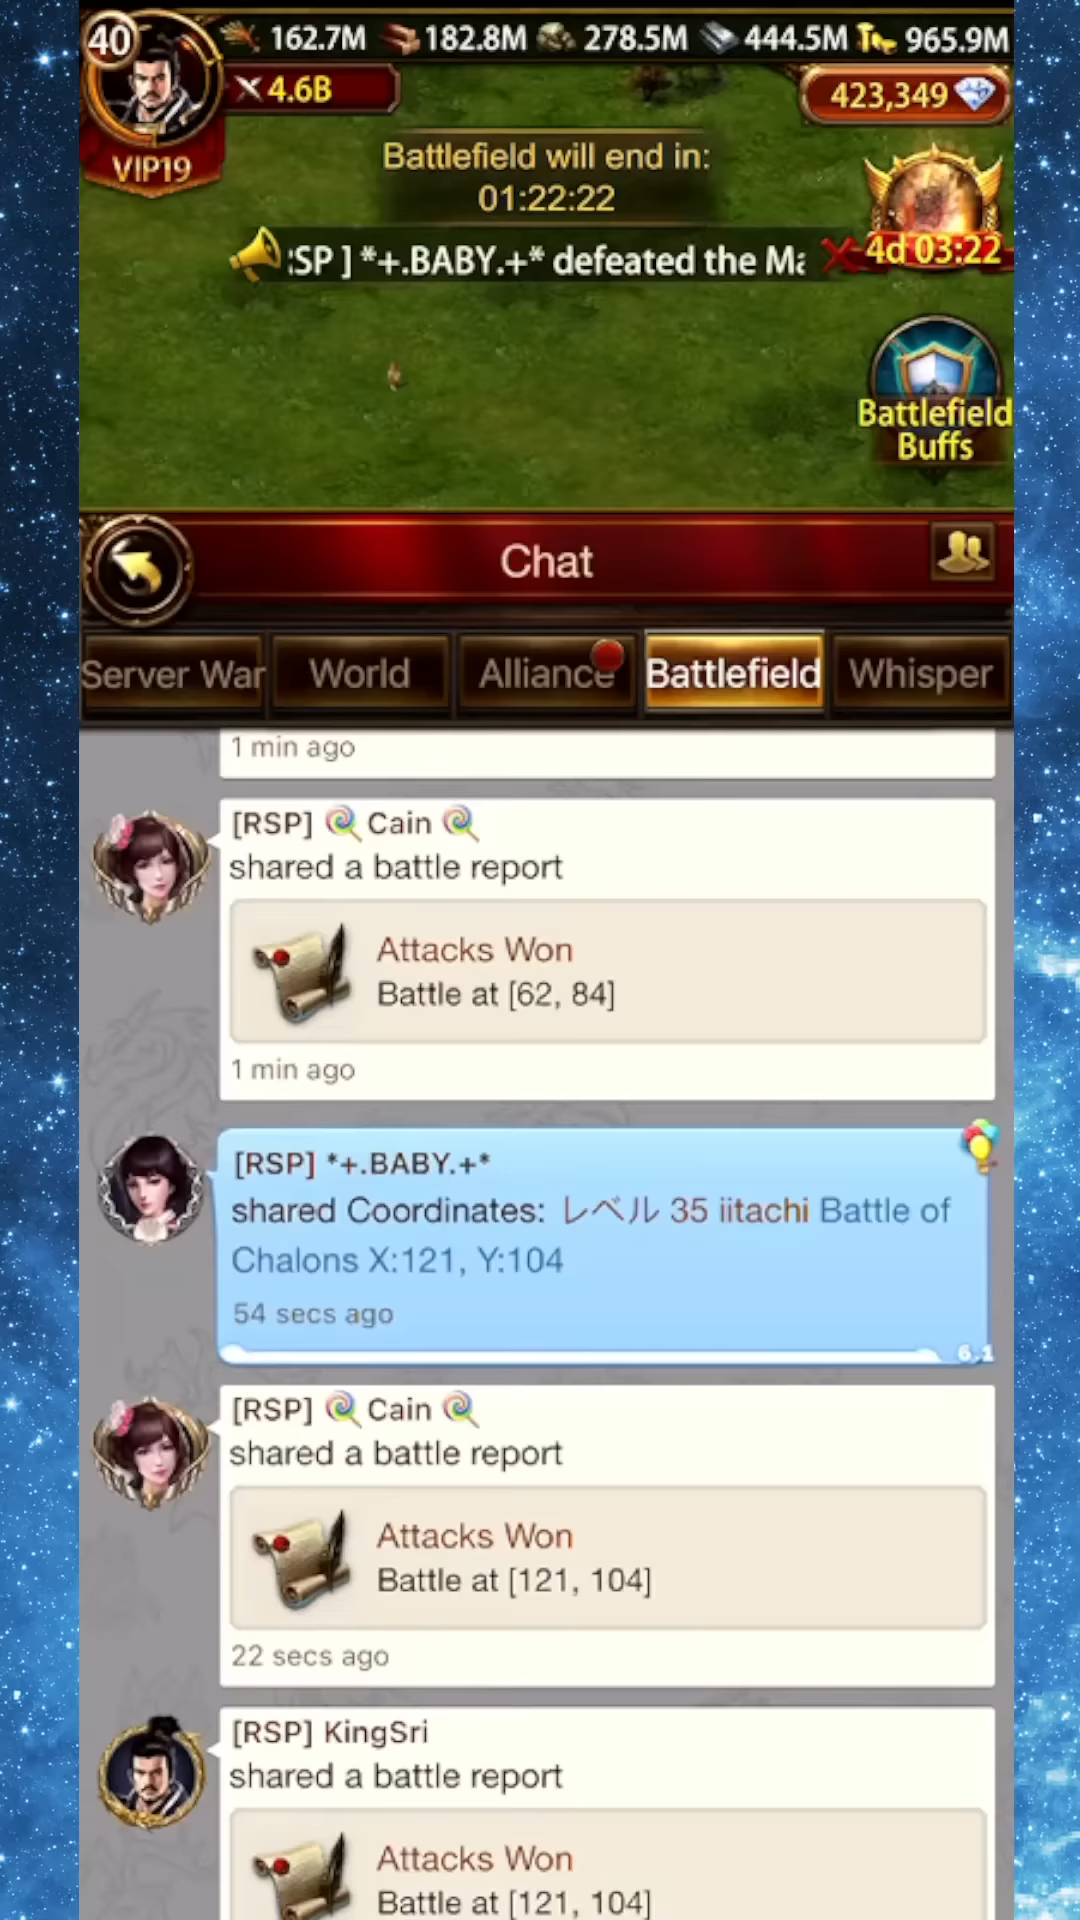 40
162.7M 182.8M 278.5M 444.5M 965.9M
4.6B
423,349
VIP19
Battlefield will end in:
01:22:22
SP ] *+.BABY.+* defeated the Ma
4d 03:22
Battlefield
Buffs
Chat
Server War World Alliance Battlefield Whisper
1 min ago
[RSP] 🍭 Cain 🍭
shared a battle report
Attacks Won
Battle at [62, 84]
1 min ago
[RSP] *+.BABY.+*
shared Coordinates: レベル 35 iitachi Battle of
Chalons X:121, Y:104
54 secs ago
6.1
[RSP] 🍭 Cain 🍭
shared a battle report
Attacks Won
Battle at [121, 104]
22 secs ago
[RSP] KingSri
shared a battle report
Attacks Won
Battle at [121, 104]